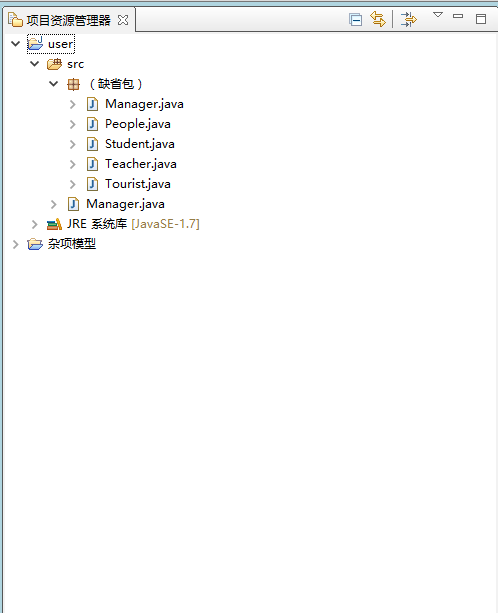 项目资源管理器
user
src
（缺省包）
Manager.java
People.java
Student.java
Teacher.java
Tourist.java
Manager.java
JRE 系统库 [JavaSE-1.7]
杂项模型